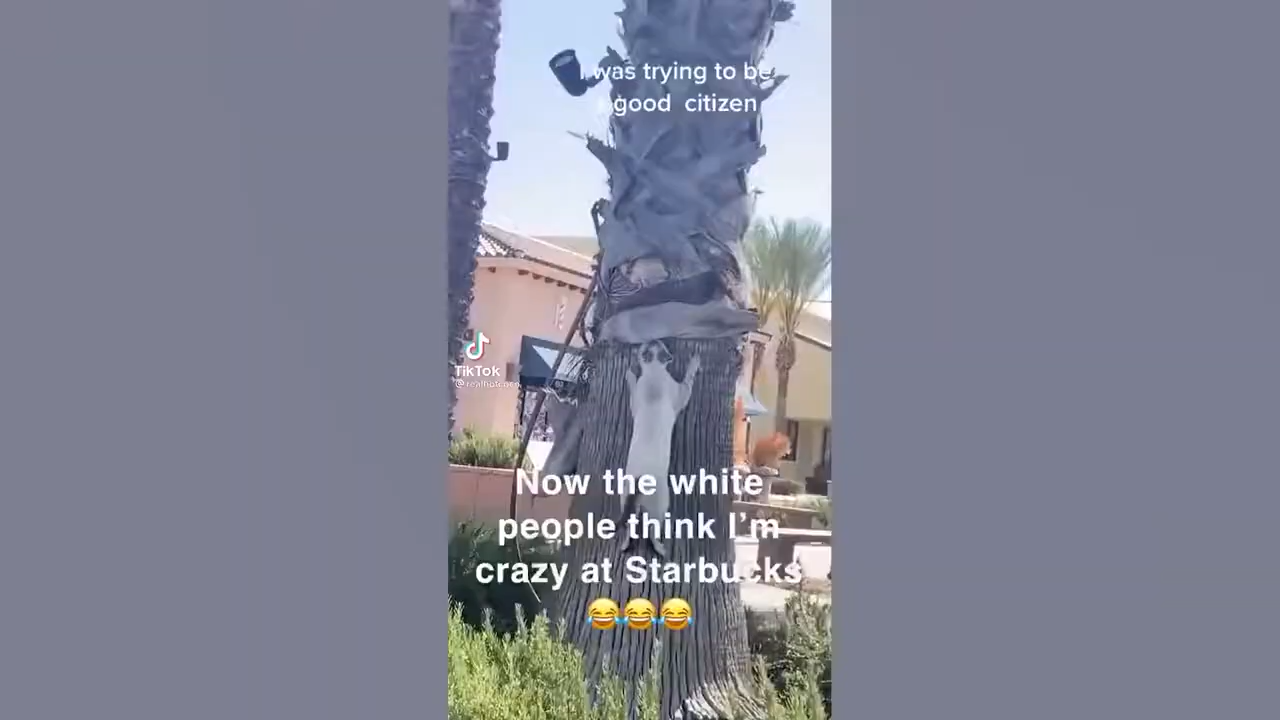 I was trying to be
a good citizen
TikTok
Now the white
people think I'm
crazy at Starbucks
😂😂😂